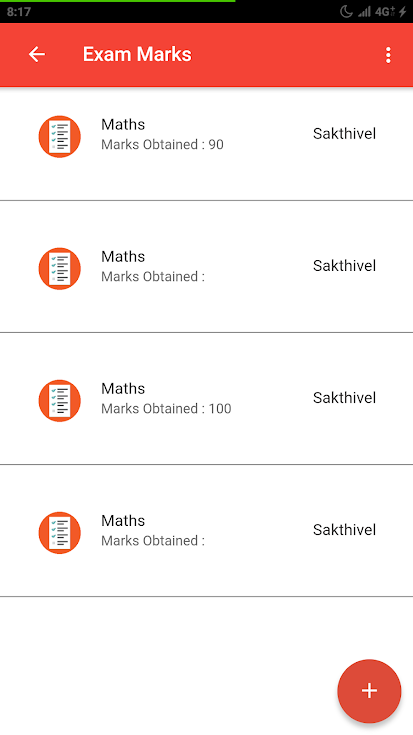 8:17 4G+
Exam Marks
Maths
Marks Obtained : 90
Sakthivel
Maths
Marks Obtained :
Sakthivel
Maths
Marks Obtained : 100
Sakthivel
Maths
Marks Obtained :
Sakthivel
+